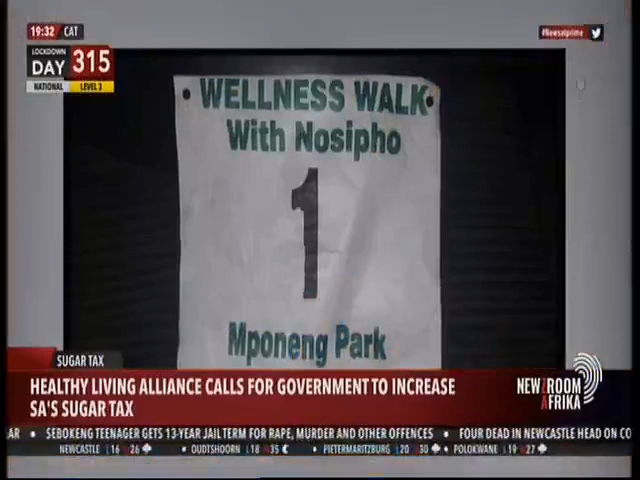 19:32 CAT
#Newsatprime
LOCKDOWN
DAY 315
NATIONAL LEVEL 3
WELLNESS WALK
With Nosipho
1
Mponeng Park
SUGAR TAX
HEALTHY LIVING ALLIANCE CALLS FOR GOVERNMENT TO INCREASE
SA'S SUGAR TAX
NEWZROOM
AFRIKA
AR • SEBOKENG TEENAGER GETS 13-YEAR JAIL TERM FOR RAPE, MURDER AND OTHER OFFENCES • FOUR DEAD IN NEWCASTLE HEAD ON CO
NEWCASTLE 16 26 • OUDTSHOORN 18 35 • PIETERMARITZBURG 20 30 • POLOKWANE 19 27